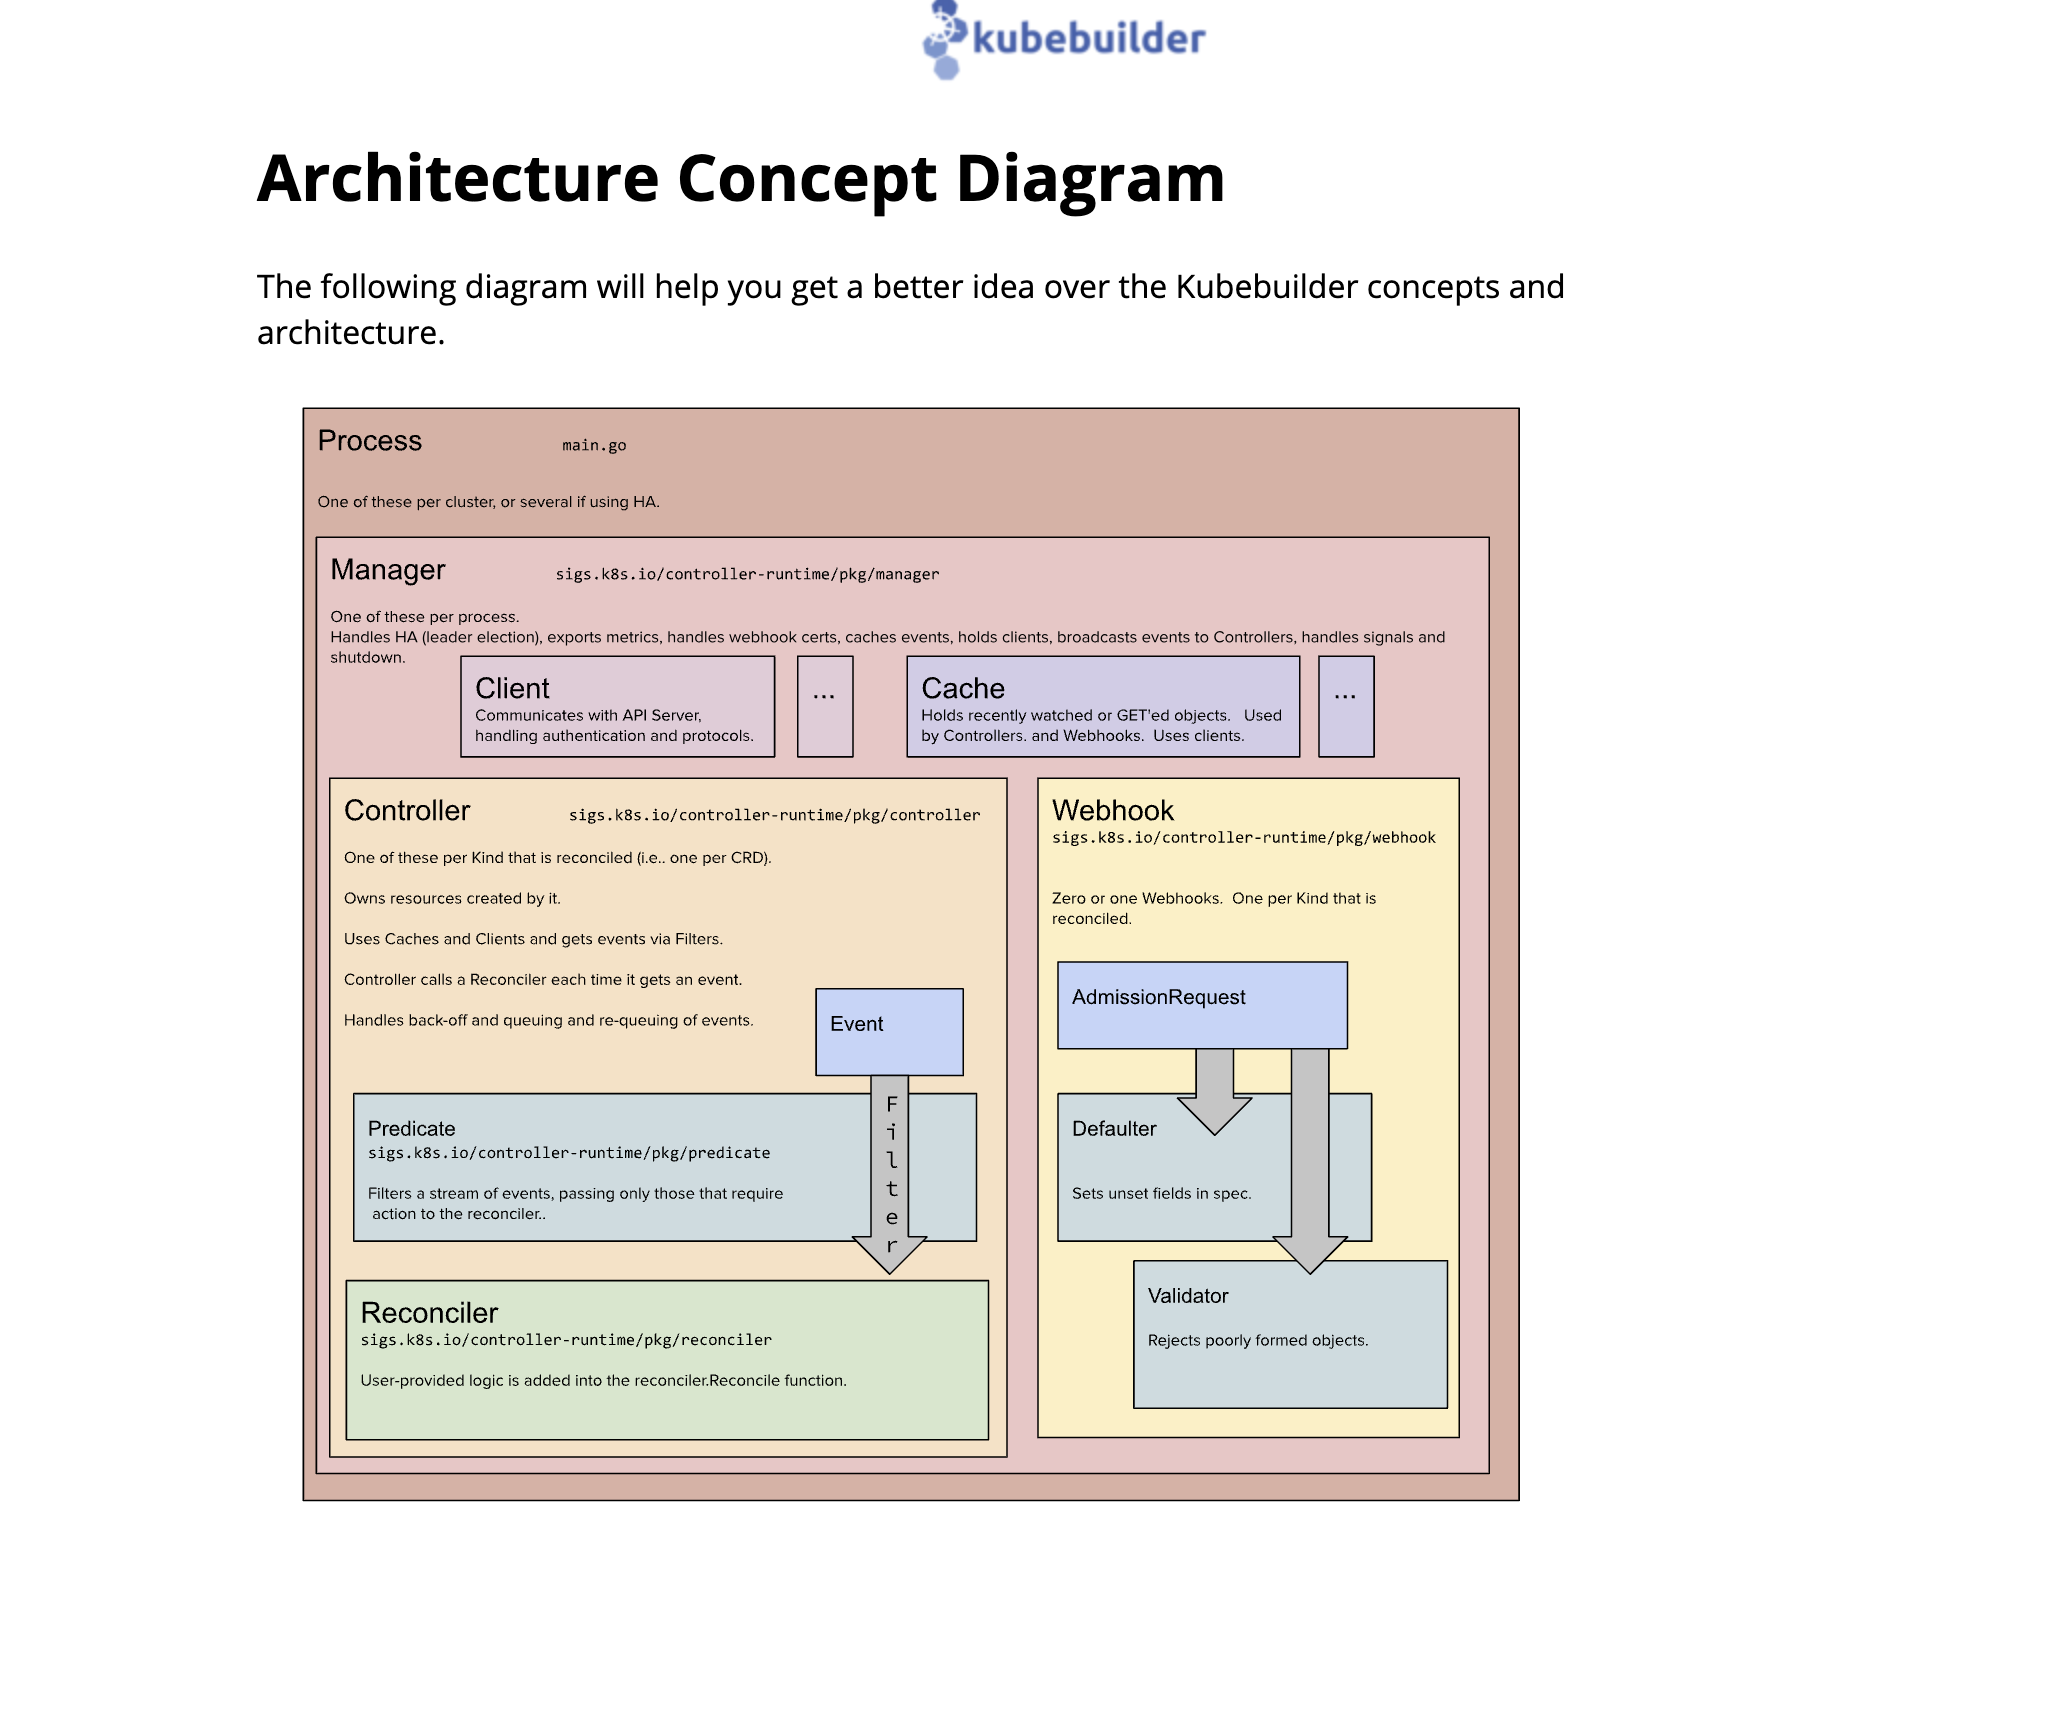 kubebuilder
Architecture Concept Diagram
The following diagram will help you get a better idea over the Kubebuilder concepts and
architecture.
Process
main.go
One of these per cluster, or several if using HA.
Manager
sigs.k8s.io/controller-runtime/pkg/manager
One of these per process.
Handles HA (leader election), exports metrics, handles webhook certs, caches events, holds clients, broadcasts events to Controllers, handles signals and
shutdown.
Client
Communicates with API Server,
handling authentication and protocols.
...
Cache
Holds recently watched or GET'ed objects.   Used
by Controllers. and Webhooks.  Uses clients.
...
Controller
sigs.k8s.io/controller-runtime/pkg/controller
One of these per Kind that is reconciled (i.e.. one per CRD).
Owns resources created by it.
Uses Caches and Clients and gets events via Filters.
Controller calls a Reconciler each time it gets an event.
Handles back-off and queuing and re-queuing of events.
Event
Filter
Predicate
sigs.k8s.io/controller-runtime/pkg/predicate
Filters a stream of events, passing only those that require
action to the reconciler..
Reconciler
sigs.k8s.io/controller-runtime/pkg/reconciler
User-provided logic is added into the reconciler.Reconcile function.
Webhook
sigs.k8s.io/controller-runtime/pkg/webhook
Zero or one Webhooks.  One per Kind that is
reconciled.
AdmissionRequest
Defaulter
Sets unset fields in spec.
Validator
Rejects poorly formed objects.